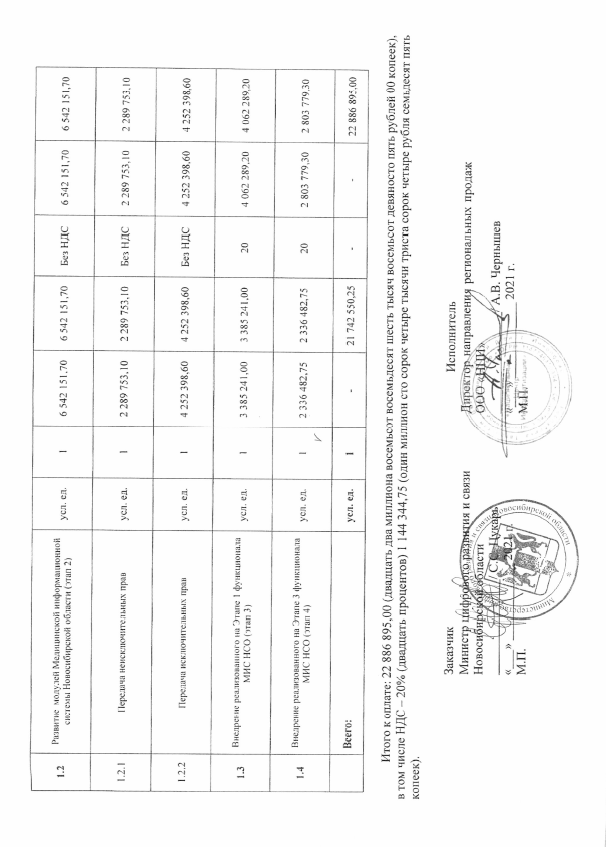 1.2 Развитие модулей Медицинской информационной усл. ед. 1 6 542 151,70 6 542 151,70 Без НДС 6 542 151,70 6 542 151,70
системы Новосибирской области (этап 2)
1.2.1 Передача неисключительных прав усл. ед. 1 2 289 753,10 2 289 753,10 Без НДС 2 289 753,10 2 289 753,10
1.2.2 Передача исключительных прав усл. ед. 1 4 252 398,60 4 252 398,60 Без НДС 4 252 398,60 4 252 398,60
1.3 Внедрение реализованного на Этапе 1 функционала усл. ед. 1 3 385 241,00 3 385 241,00 20 4 062 289,20 4 062 289,20
МИС НСО (этап 3)
1.4 Внедрение реализованного на Этапе 3 функционала усл. ед. 1 2 336 482,75 2 336 482,75 20 2 803 779,30 2 803 779,30
МИС НСО (этап 4)
Всего: усл. ед. 1 - 21 742 550,25 - - 22 886 895,00
Итого к оплате: 22 886 895,00 (двадцать два миллиона восемьсот восемьдесят шесть тысяч восемьсот девяносто пять рублей 00 копеек),
в том числе НДС – 20% (двадцать процентов) 1 144 344,75 (один миллион сто сорок четыре тысячи триста сорок четыре рубля семьдесят пять
копеек).
Заказчик
Министр цифрового развития и связи
Новосибирской области
С.С. Цукарь
« » 2021 г.
М.П.
Исполнитель
Директор направления региональных продаж
ООО «НЦИ»
А.В. Чернышев
« » 2021 г.
М.П.